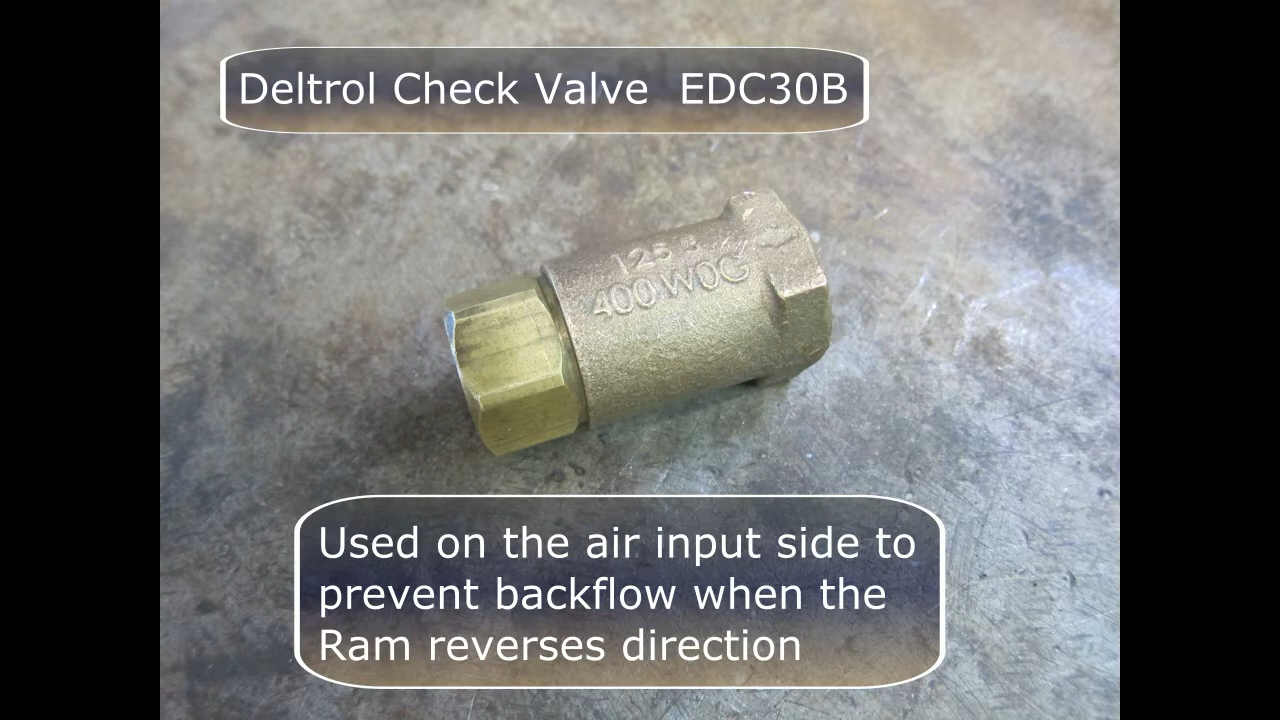 Deltrol Check Valve  EDC30B
125
400 WOG
Used on the air input side to
prevent backflow when the
Ram reverses direction